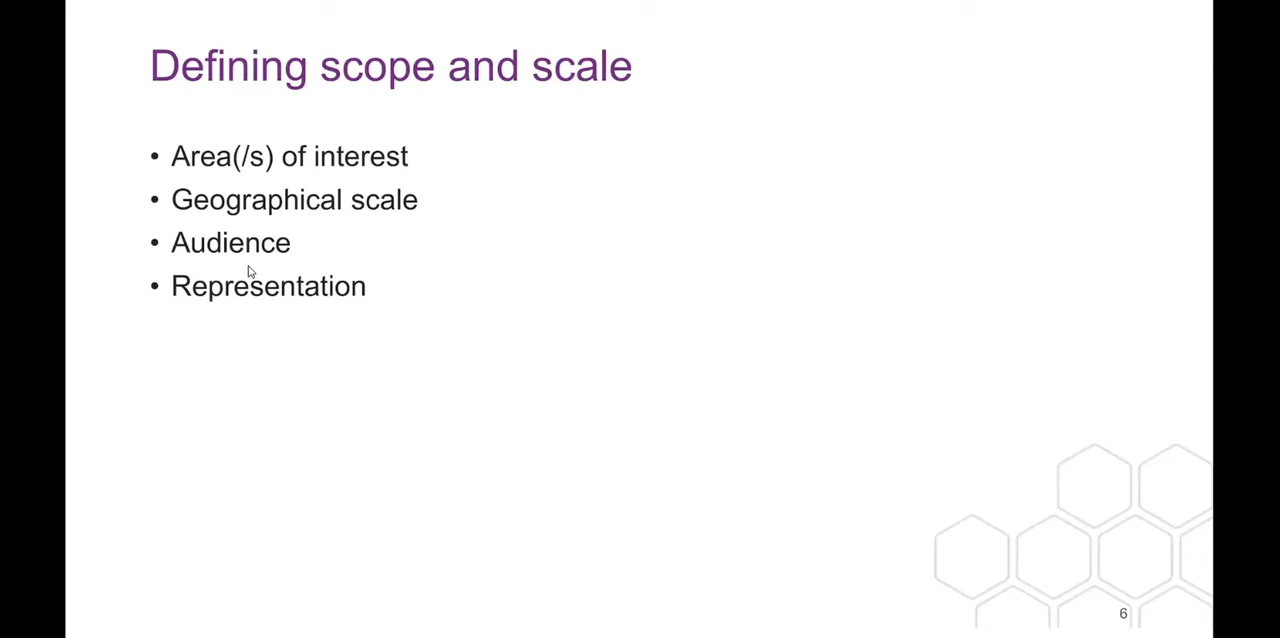 Defining scope and scale
• Area(/s) of interest
• Geographical scale
• Audience
• Representation
6